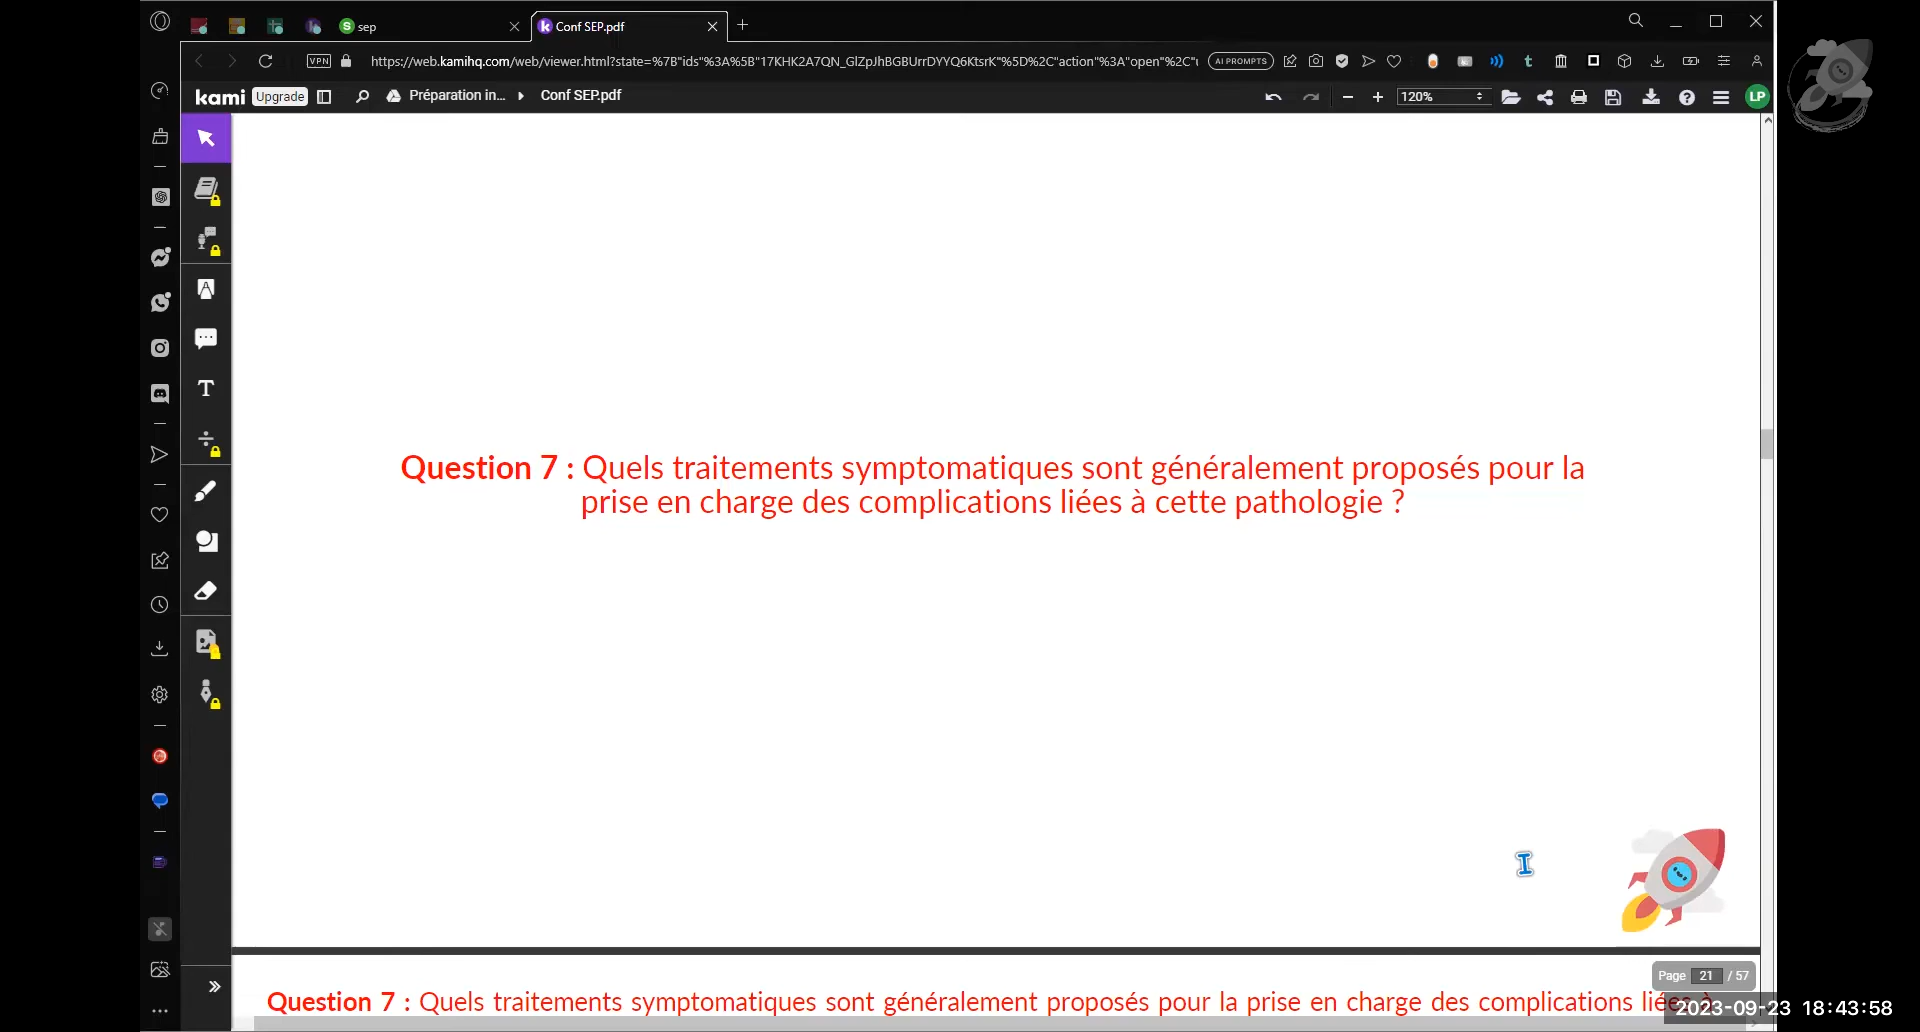 sep
Conf SEP.pdf
VPN
https://web.kamihq.com/web/viewer.html?state=%7B"ids"%3A%5B"17KHK2A7QN_GlZpJhBGBUrrDYYQ6KtsrK"%5D%2C"action"%3A"open"%2C"u
AI PROMPTS
kami Upgrade
Préparation in...
Conf SEP.pdf
120%
LP
Question 7 : Quels traitements symptomatiques sont généralement proposés pour la
prise en charge des complications liées à cette pathologie ?
Page 21 / 57
Question 7 : Quels traitements symptomatiques sont généralement proposés pour la prise en charge des complications liées à
2023-09-23 18:43:58